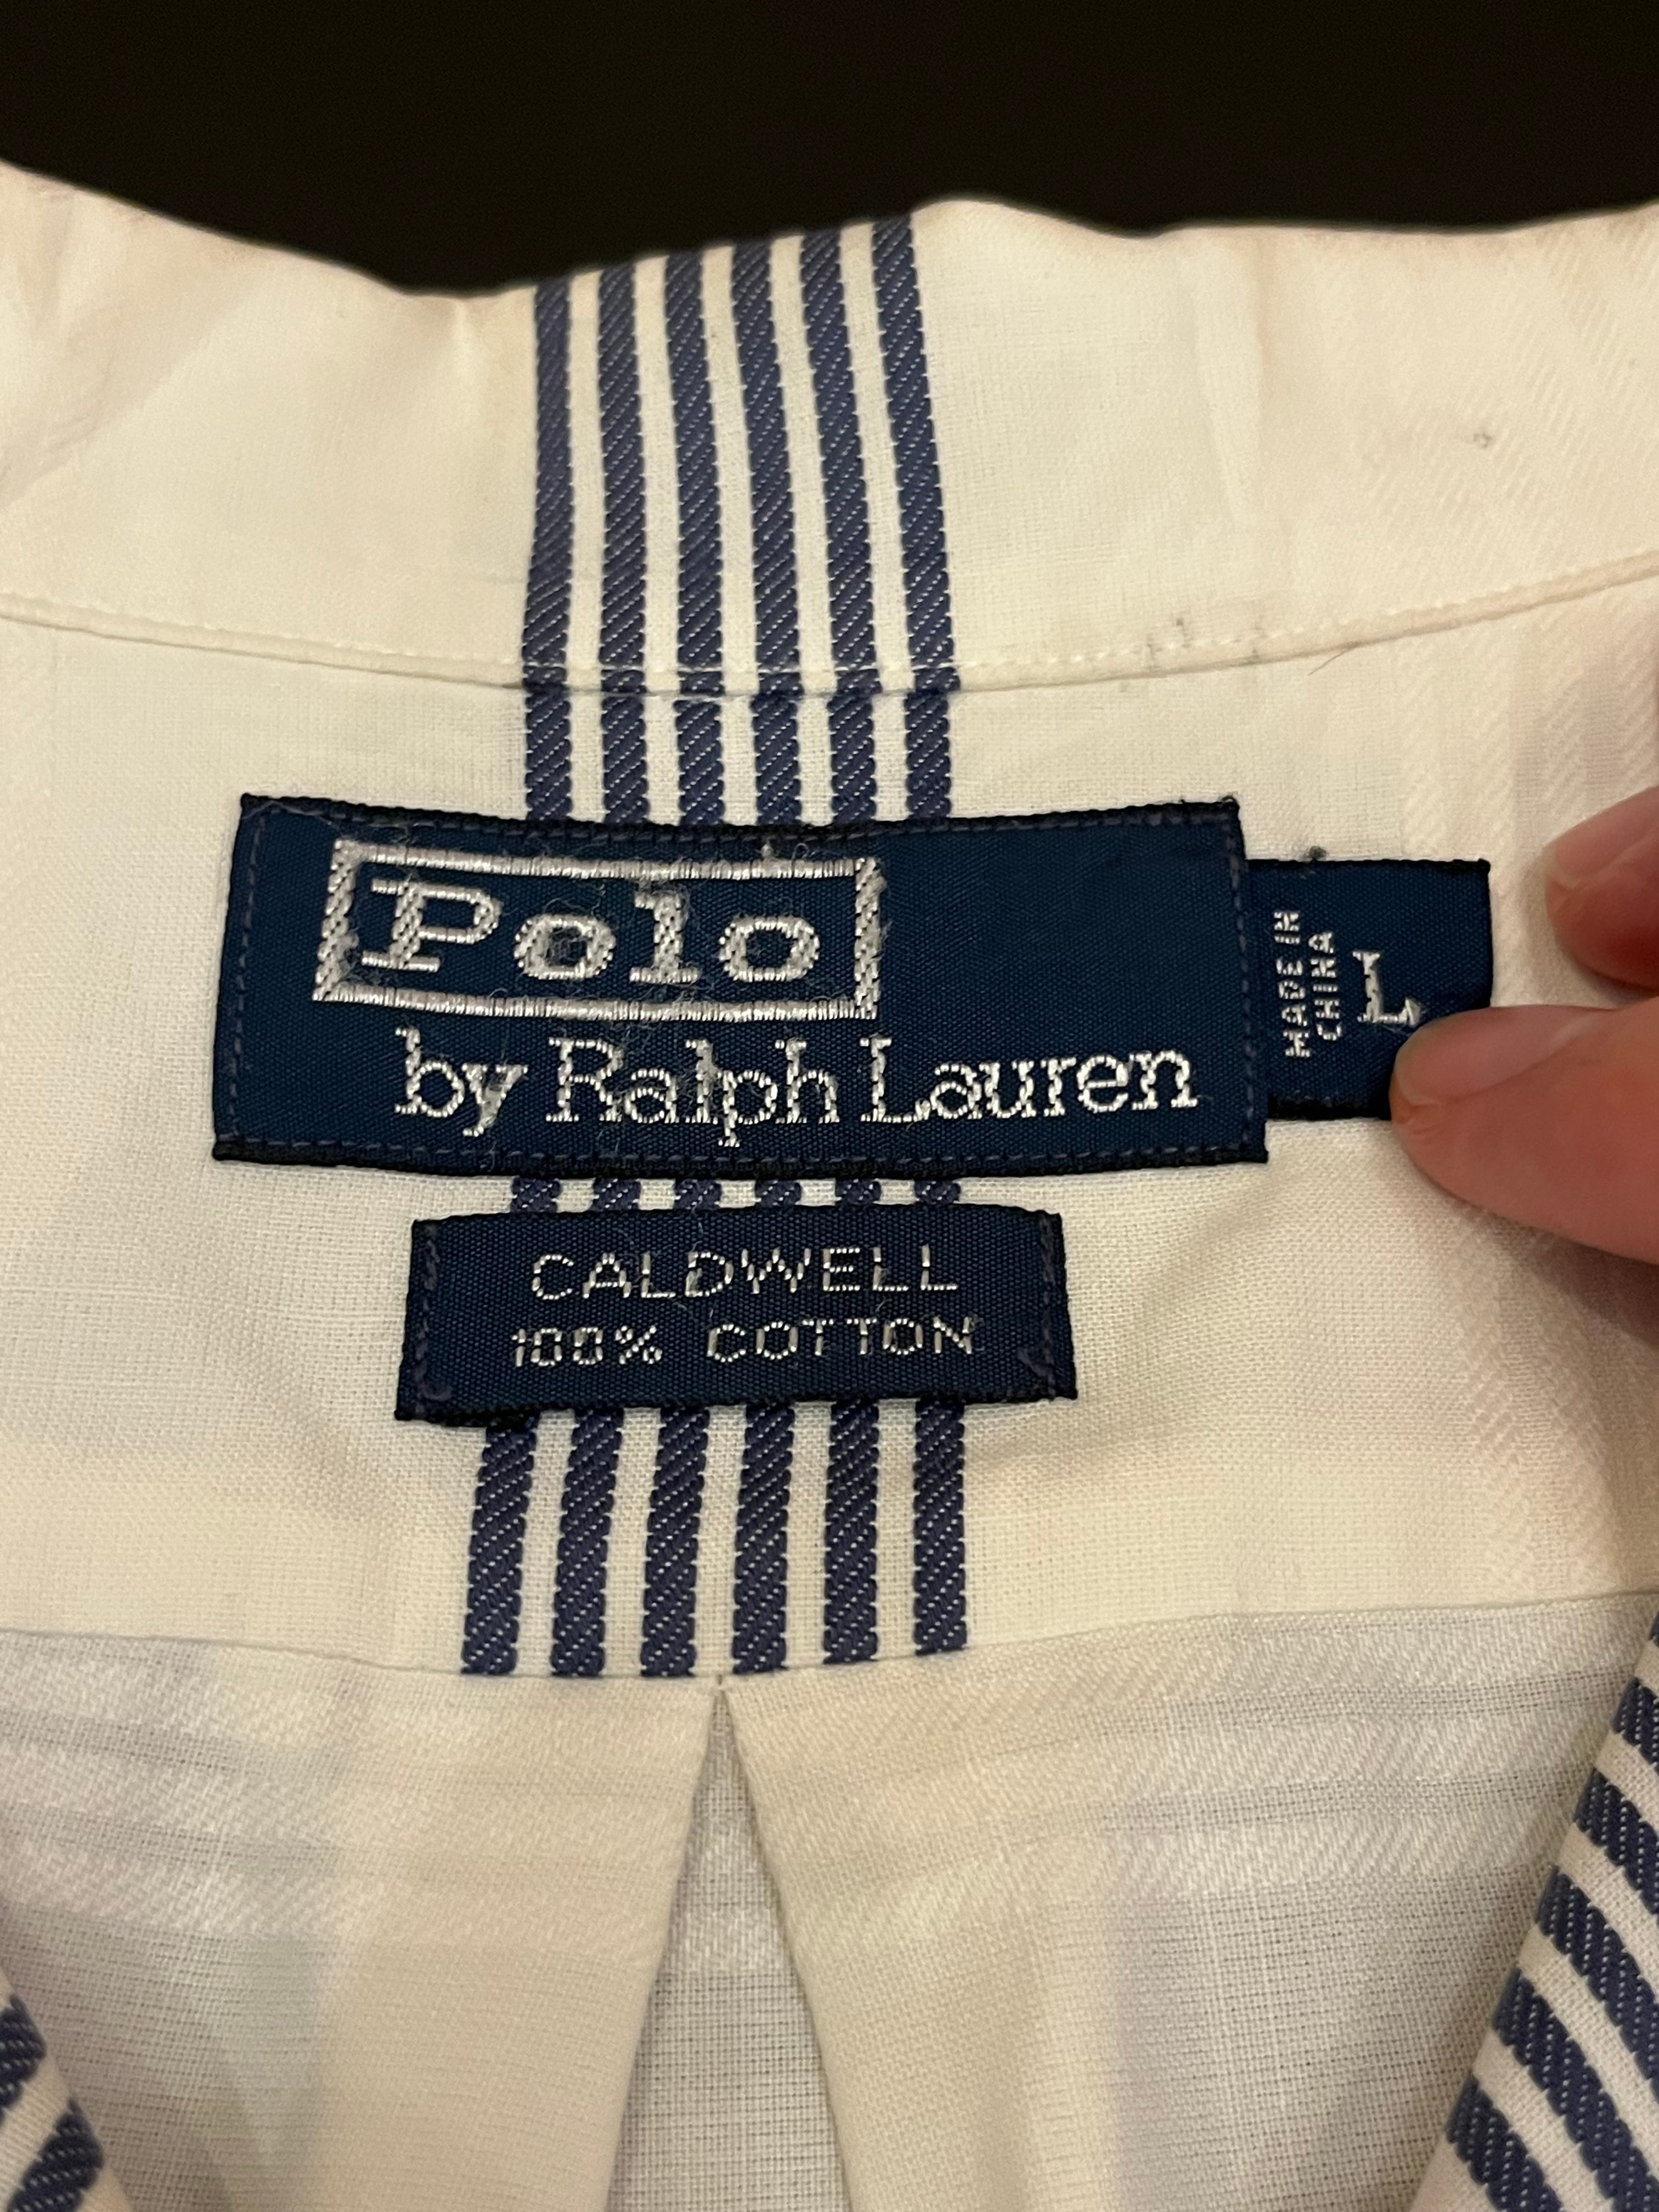 Polo
by Ralph Lauren
MADE IN
CHINA
L
CALDWELL
100% COTTON